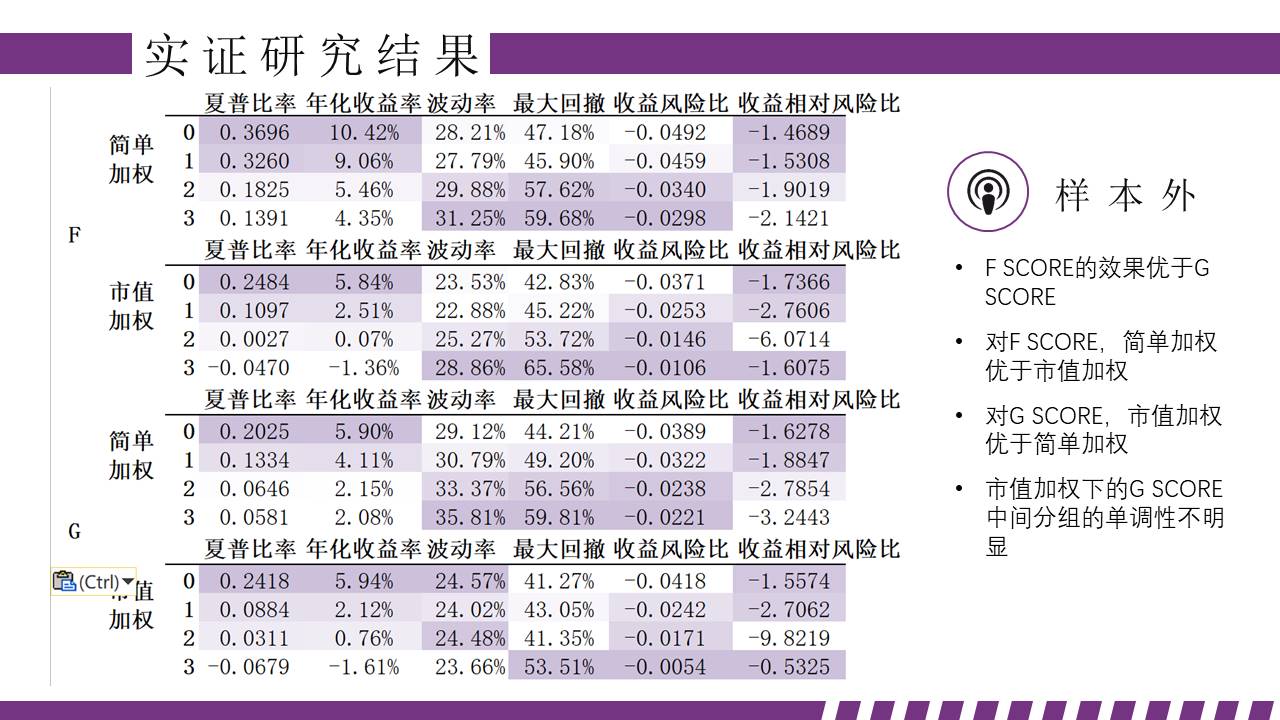 实证研究结果
夏普比率 年化收益率 波动率 最大回撤 收益风险比 收益相对风险比
F
简单
加权
0 0.3696 10.42% 28.21% 47.18% -0.0492 -1.4689
1 0.3260 9.06% 27.79% 45.90% -0.0459 -1.5308
2 0.1825 5.46% 29.88% 57.62% -0.0340 -1.9019
3 0.1391 4.35% 31.25% 59.68% -0.0298 -2.1421
夏普比率 年化收益率 波动率 最大回撤 收益风险比 收益相对风险比
市值
加权
0 0.2484 5.84% 23.53% 42.83% -0.0371 -1.7366
1 0.1097 2.51% 22.88% 45.22% -0.0253 -2.7606
2 0.0027 0.07% 25.27% 53.72% -0.0146 -6.0714
3 -0.0470 -1.36% 28.86% 65.58% -0.0106 -1.6075
夏普比率 年化收益率 波动率 最大回撤 收益风险比 收益相对风险比
G
简单
加权
0 0.2025 5.90% 29.12% 44.21% -0.0389 -1.6278
1 0.1334 4.11% 30.79% 49.20% -0.0322 -1.8847
2 0.0646 2.15% 33.37% 56.56% -0.0238 -2.7854
3 0.0581 2.08% 35.81% 59.81% -0.0221 -3.2443
夏普比率 年化收益率 波动率 最大回撤 收益风险比 收益相对风险比
(Ctrl)
市值
加权
0 0.2418 5.94% 24.57% 41.27% -0.0418 -1.5574
1 0.0884 2.12% 24.02% 43.05% -0.0242 -2.7062
2 0.0311 0.76% 24.48% 41.35% -0.0171 -9.8219
3 -0.0679 -1.61% 23.66% 53.51% -0.0054 -0.5325
样本外
• F SCORE的效果优于G
SCORE
• 对F SCORE，简单加权
优于市值加权
• 对G SCORE，市值加权
优于简单加权
• 市值加权下的G SCORE
中间分组的单调性不明
显